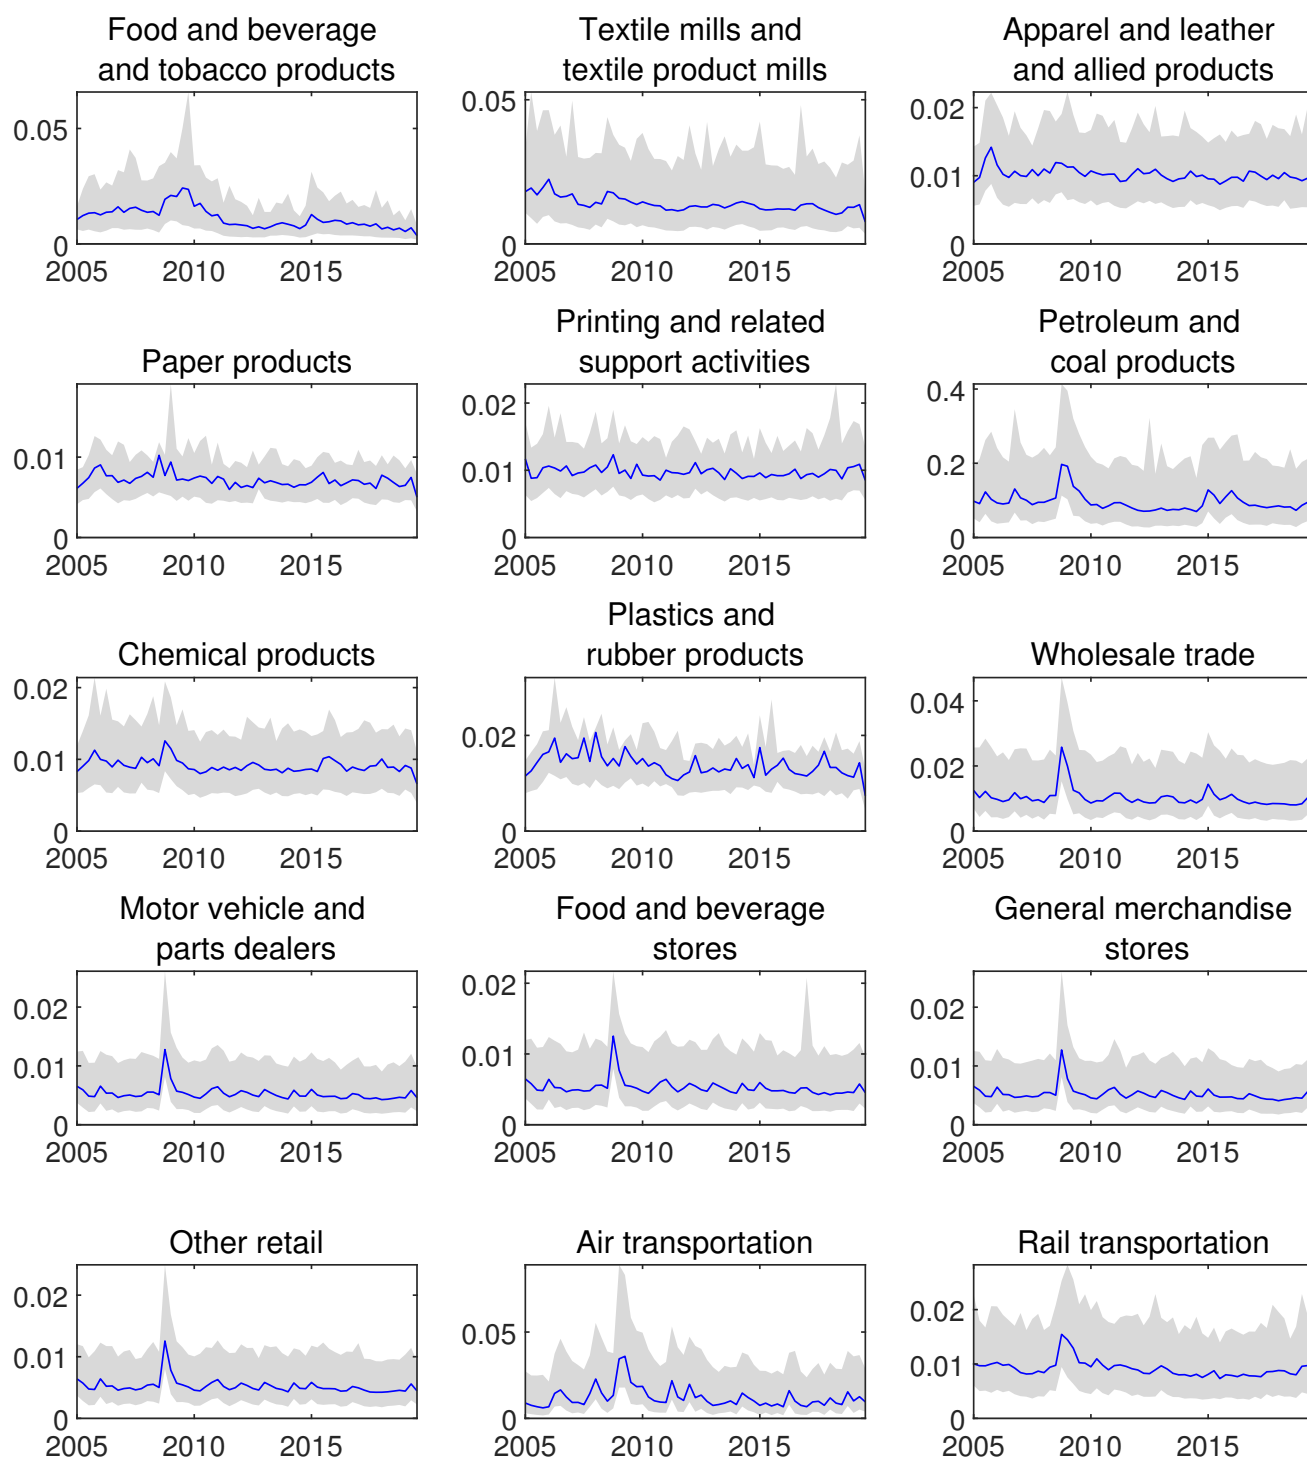 Food and beverage
and tobacco products
Textile mills and
textile product mills
Apparel and leather
and allied products
0.05
0
2005 2010 2015
0.05
0
2005 2010 2015
0.02
0.01
0
2005 2010 2015
Paper products
Printing and related
support activities
Petroleum and
coal products
0.01
0
2005 2010 2015
0.02
0.01
0
2005 2010 2015
0.4
0.2
0
2005 2010 2015
Chemical products
Plastics and
rubber products
Wholesale trade
0.02
0.01
0
2005 2010 2015
0.02
0
2005 2010 2015
0.04
0.02
0
2005 2010 2015
Motor vehicle and
parts dealers
Food and beverage
stores
General merchandise
stores
0.02
0.01
0
2005 2010 2015
0.02
0.01
0
2005 2010 2015
0.02
0.01
0
2005 2010 2015
Other retail
Air transportation
Rail transportation
0.02
0.01
0
2005 2010 2015
0.05
0
2005 2010 2015
0.02
0.01
0
2005 2010 2015